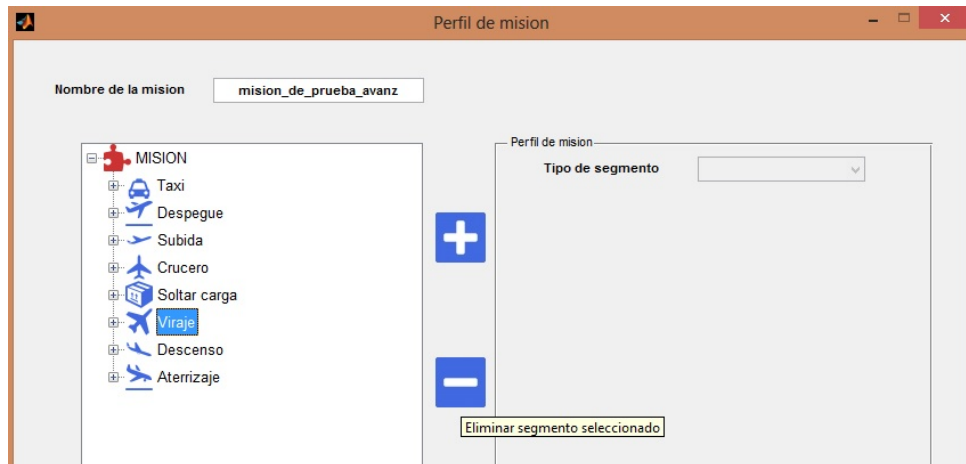 Perfil de mision
Nombre de la mision mision_de_prueba_avanz
MISION
Taxi
Despegue
Subida
Crucero
Soltar carga
Viraje
Descenso
Aterrizaje
Perfil de mision
Tipo de segmento
Eliminar segmento seleccionado